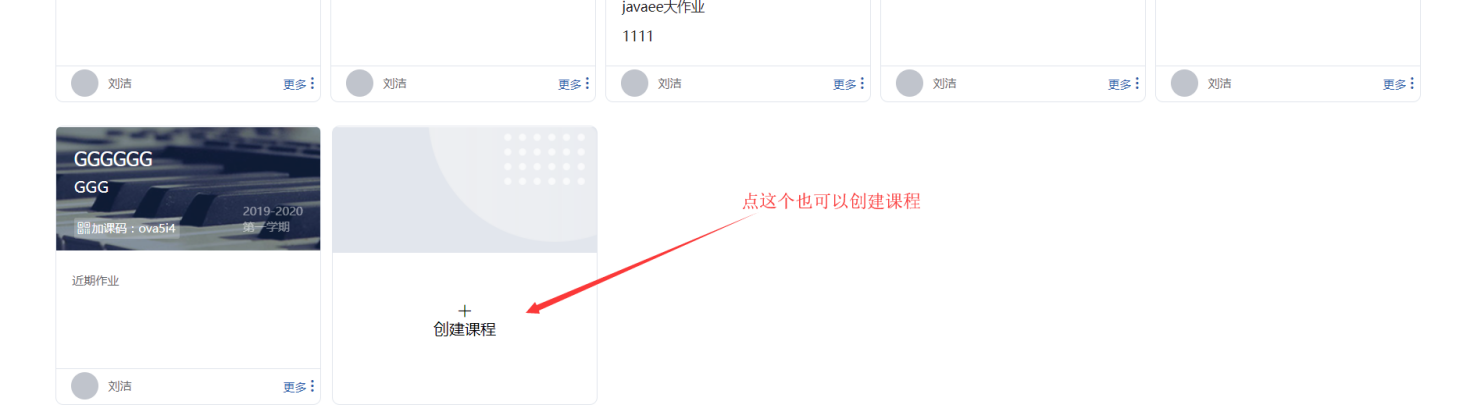 javaee大作业
1111
刘洁 更多
刘洁 更多
刘洁 更多
刘洁 更多
刘洁 更多
GGGGGG
GGG
2019-2020
第一学期
加课码：ova5i4
近期作业
刘洁 更多
+
创建课程
点这个也可以创建课程